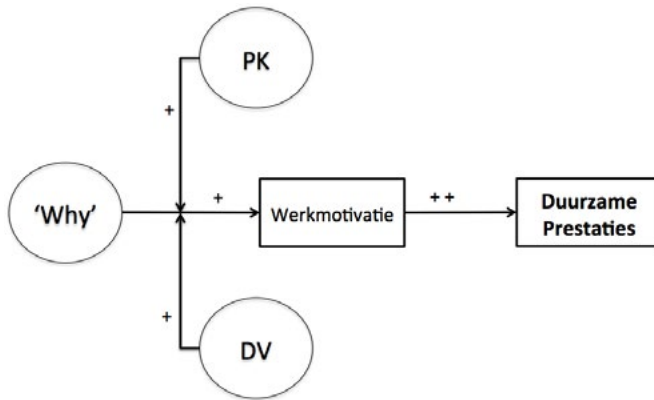 PK
+
'Why'
+
Werkmotivatie
++
Duurzame
Prestaties
+
DV